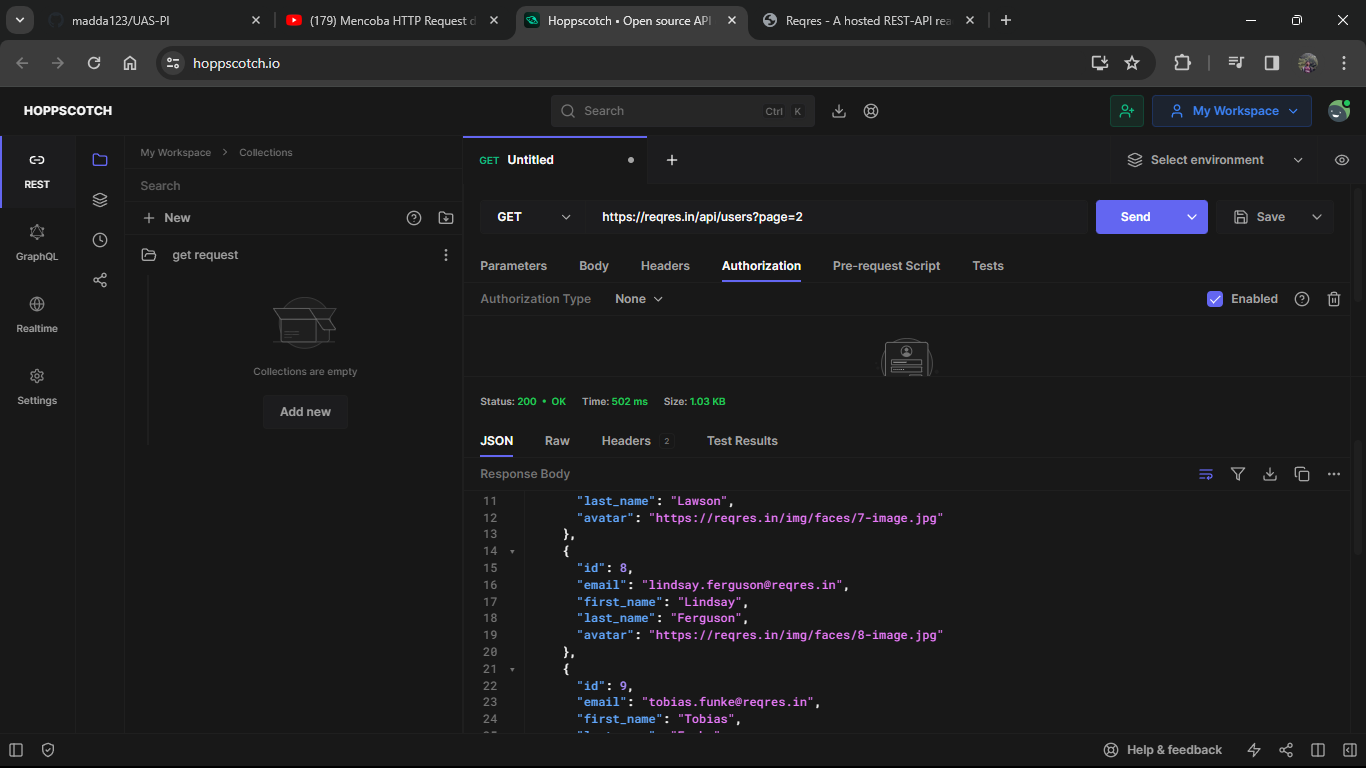 madda123/UAS-PI
(179) Mencoba HTTP Request d
Hoppscotch • Open source API
Reqres - A hosted REST-API rea
hoppscotch.io
HOPPSCOTCH
Search
Ctrl K
My Workspace
REST
GraphQL
Realtime
Settings
My Workspace > Collections
Search
New
get request
Collections are empty
Add new
GET Untitled
Select environment
GET
https://reqres.in/api/users?page=2
Send
Save
Parameters Body Headers Authorization Pre-request Script Tests
Authorization Type None
Enabled
Status: 200 • OK Time: 502 ms Size: 1.03 KB
JSON Raw Headers 2 Test Results
Response Body
11 "last_name": "Lawson",
12 "avatar": "https://reqres.in/img/faces/7-image.jpg"
13 },
14 {
15 "id": 8,
16 "email": "lindsay.ferguson@reqres.in",
17 "first_name": "Lindsay",
18 "last_name": "Ferguson",
19 "avatar": "https://reqres.in/img/faces/8-image.jpg"
20 },
21 {
22 "id": 9,
23 "email": "tobias.funke@reqres.in",
24 "first_name": "Tobias",
Help & feedback